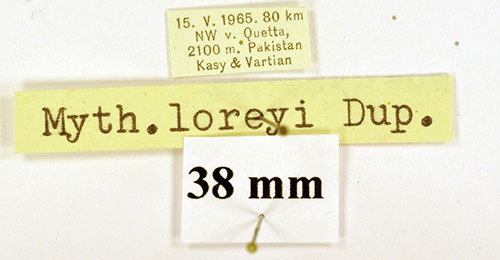 15. V. 1965. 80 km
NW v. Quetta,
2100 m. Pakistan
Kasy & Vartian
Myth.loreyi Dup.
38 mm